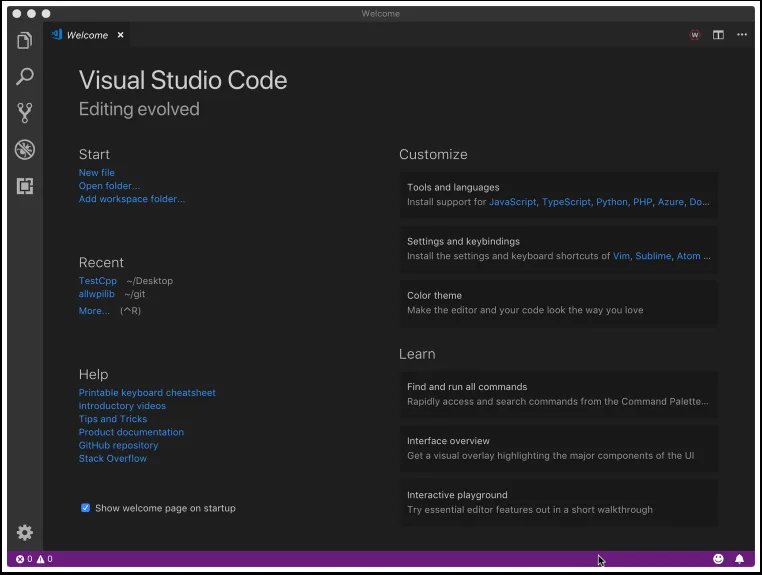 Welcome
Welcome
W
Visual Studio Code
Editing evolved
Start
New file
Open folder...
Add workspace folder...
Recent
TestCpp ~/Desktop
allwpilib ~/git
More... (^R)
Help
Printable keyboard cheatsheet
Introductory videos
Tips and Tricks
Product documentation
GitHub repository
Stack Overflow
Show welcome page on startup
Customize
Tools and languages
Install support for JavaScript, TypeScript, Python, PHP, Azure, Do...
Settings and keybindings
Install the settings and keyboard shortcuts of Vim, Sublime, Atom ...
Color theme
Make the editor and your code look the way you love
Learn
Find and run all commands
Rapidly access and search commands from the Command Palette...
Interface overview
Get a visual overlay highlighting the major components of the UI
Interactive playground
Try essential editor features out in a short walkthrough
0 0